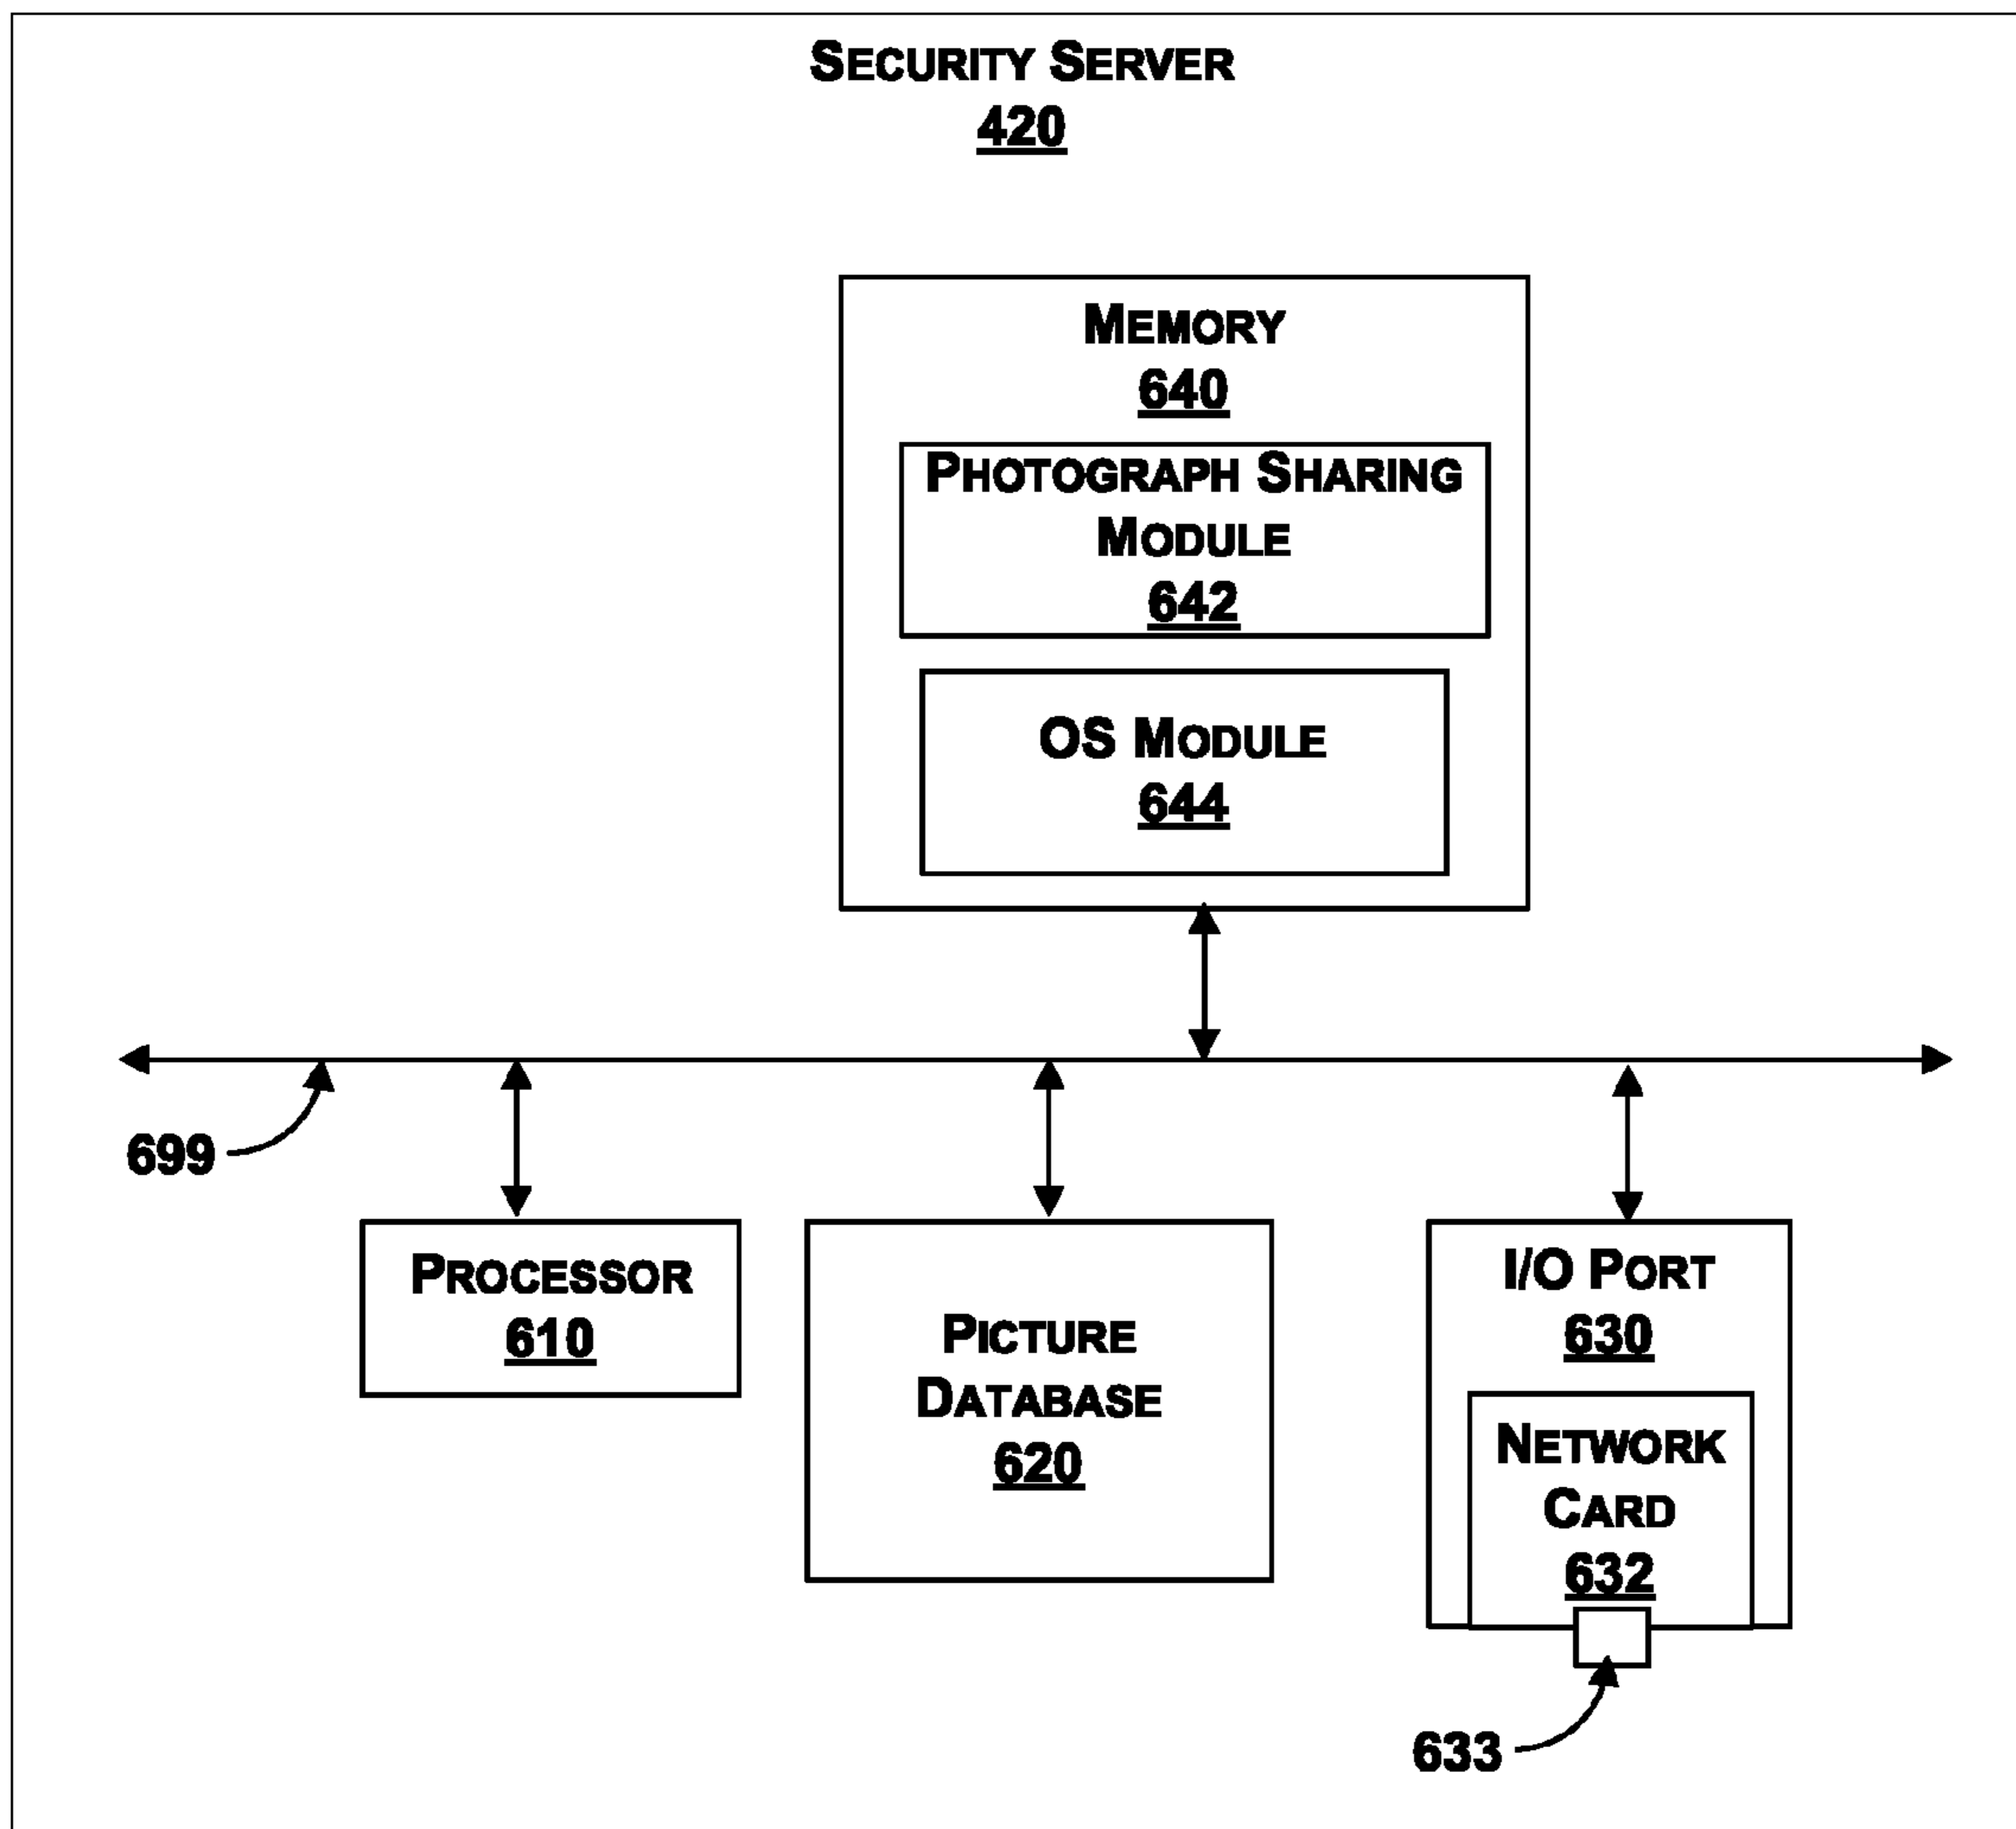 SECURITY SERVER
420
MEMORY
640
PHOTOGRAPH SHARING
MODULE
642
OS MODULE
644
699
PROCESSOR
610
PICTURE
DATABASE
620
I/O PORT
630
NETWORK
CARD
632
633